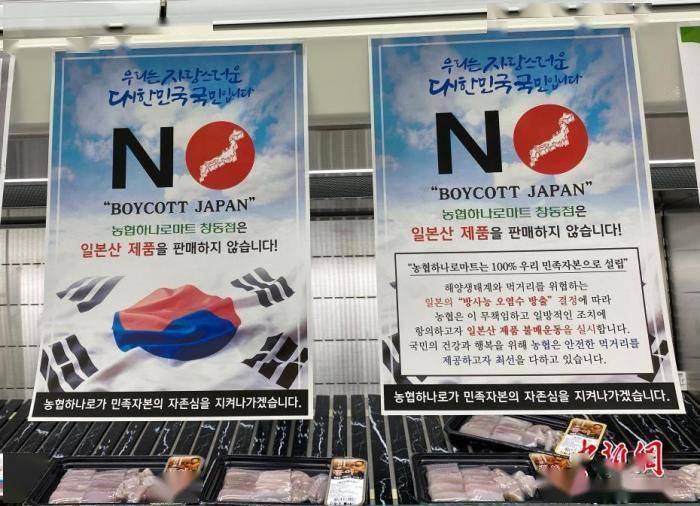 우리는 자랑스러운
대한민국 국민입니다
NO
"BOYCOTT JAPAN"
농협하나로마트 창동점은
일본산 제품을 판매하지 않습니다!
농협하나로가 민족자본의 자존심을 지켜나가겠습니다.
우리는 자랑스러운
대한민국 국민입니다
NO
"BOYCOTT JAPAN"
농협하나로마트 창동점은
일본산 제품을 판매하지 않습니다!
"농협하나로마트는 100% 우리 민족자본으로 설립"
해양생태계와 먹거리를 위협하는
일본의 "방사능 오염수 방출" 결정에 따라
농협은 이 무책임하고 일방적인 조치에
항의하고자 일본산 제품 불매운동을 실시합니다.
국민의 건강과 행복을 위해 농협은 안전한 먹거리를
제공하고자 최선을 다하고 있습니다.
농협하나로가 민족자본의 자존심을 지켜나가겠습니다.
中新网